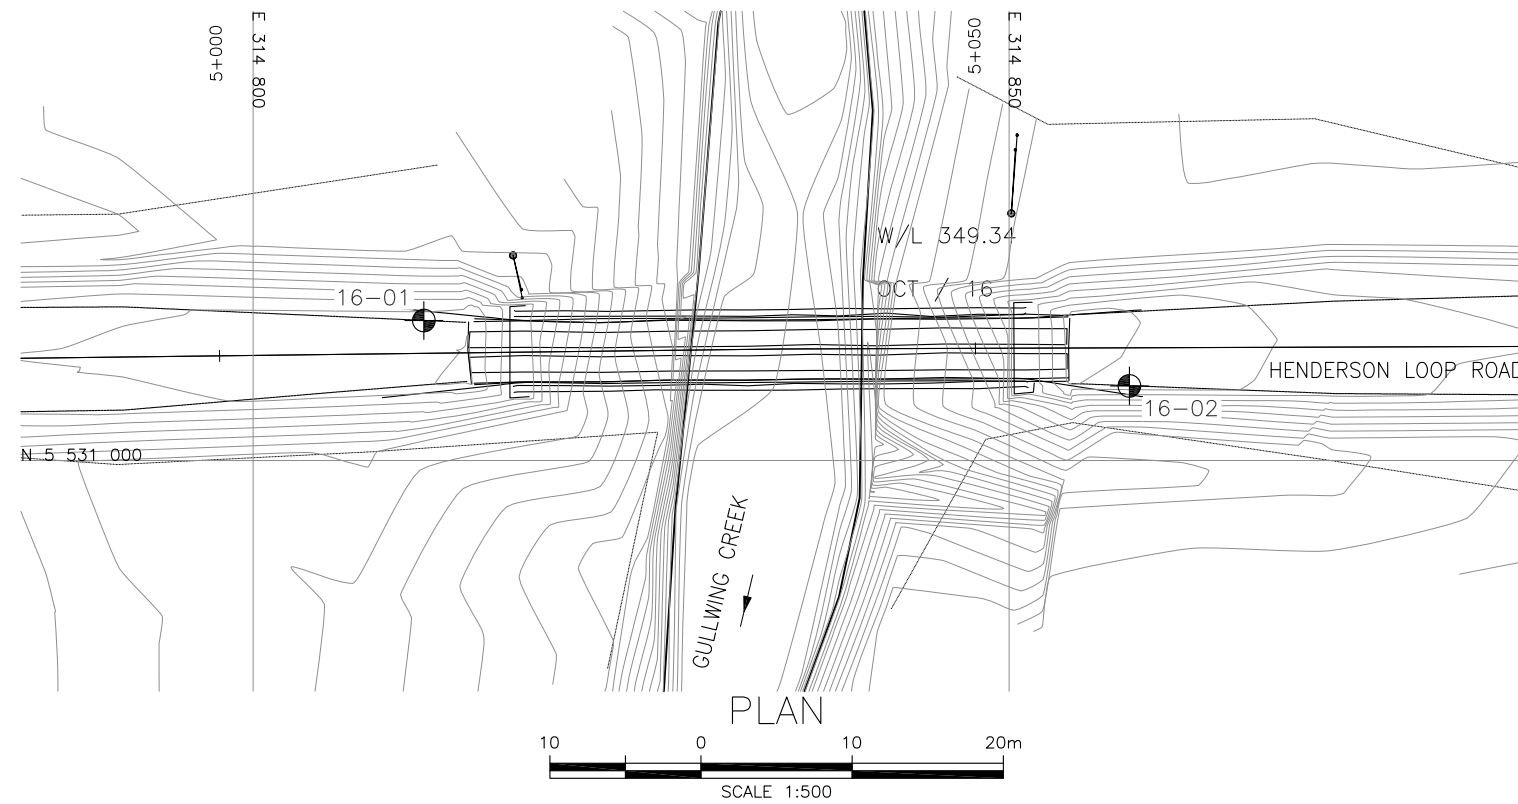 5+000
E 314 800
5+050
E 314 850
W/L 349.34
OCT / 16
16-01
HENDERSON LOOP ROAD
16-02
N 5 531 000
GULLWING CREEK
PLAN
10 0 10 20m
SCALE 1:500